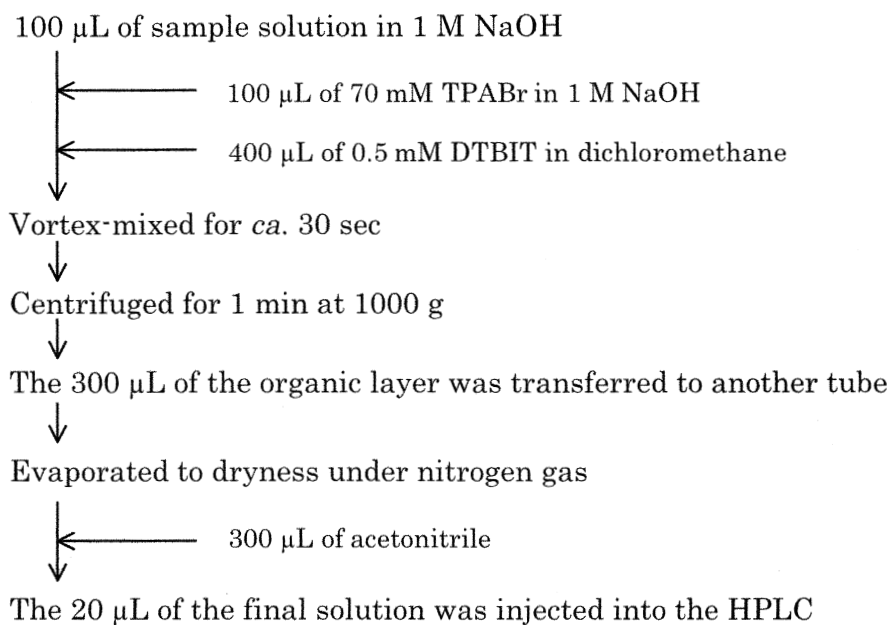 100 μL of sample solution in 1 M NaOH
100 μL of 70 mM TPABr in 1 M NaOH
400 μL of 0.5 mM DTBIT in dichloromethane
Vortex-mixed for ca. 30 sec
Centrifuged for 1 min at 1000 g
The 300 μL of the organic layer was transferred to another tube
Evaporated to dryness under nitrogen gas
300 μL of acetonitrile
The 20 μL of the final solution was injected into the HPLC